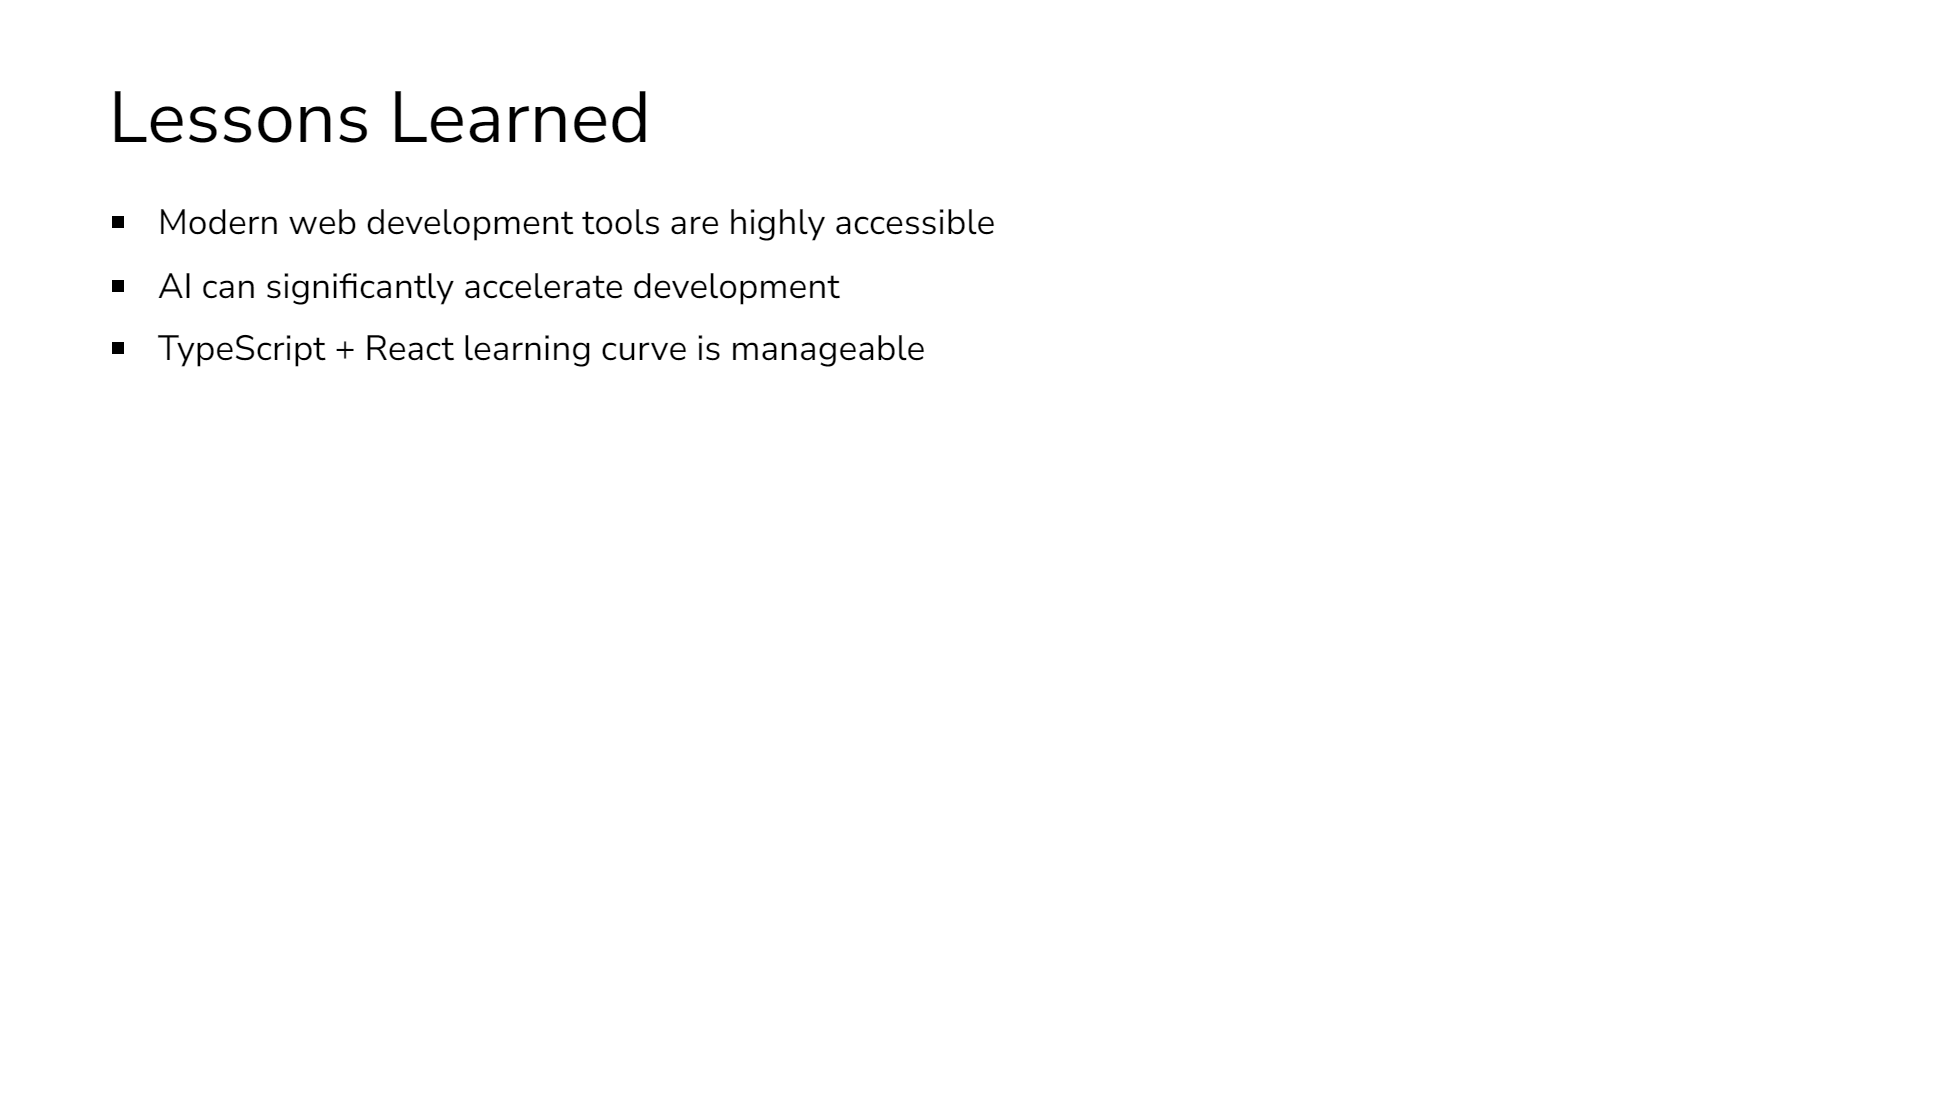 Lessons Learned
▪ Modern web development tools are highly accessible
▪ AI can significantly accelerate development
▪ TypeScript + React learning curve is manageable